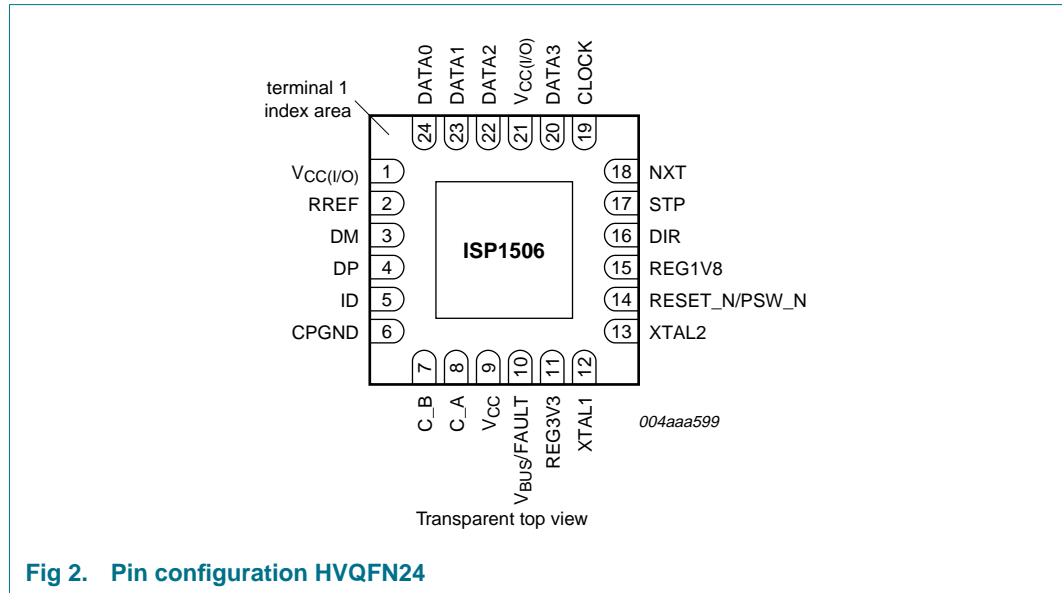 DATA0
DATA1
DATA2
VCC(I/O)
DATA3
CLOCK
terminal 1
index area
24
23
22
21
20
19
VCC(I/O) 1
RREF 2
DM 3
DP 4
ID 5
CPGND 6
ISP1506
18 NXT
17 STP
16 DIR
15 REG1V8
14 RESET_N/PSW_N
13 XTAL2
7
8
9
10
11
12
C_B
C_A
VCC
VBUS/FAULT
REG3V3
XTAL1
004aaa599
Transparent top view
Fig 2. Pin configuration HVQFN24